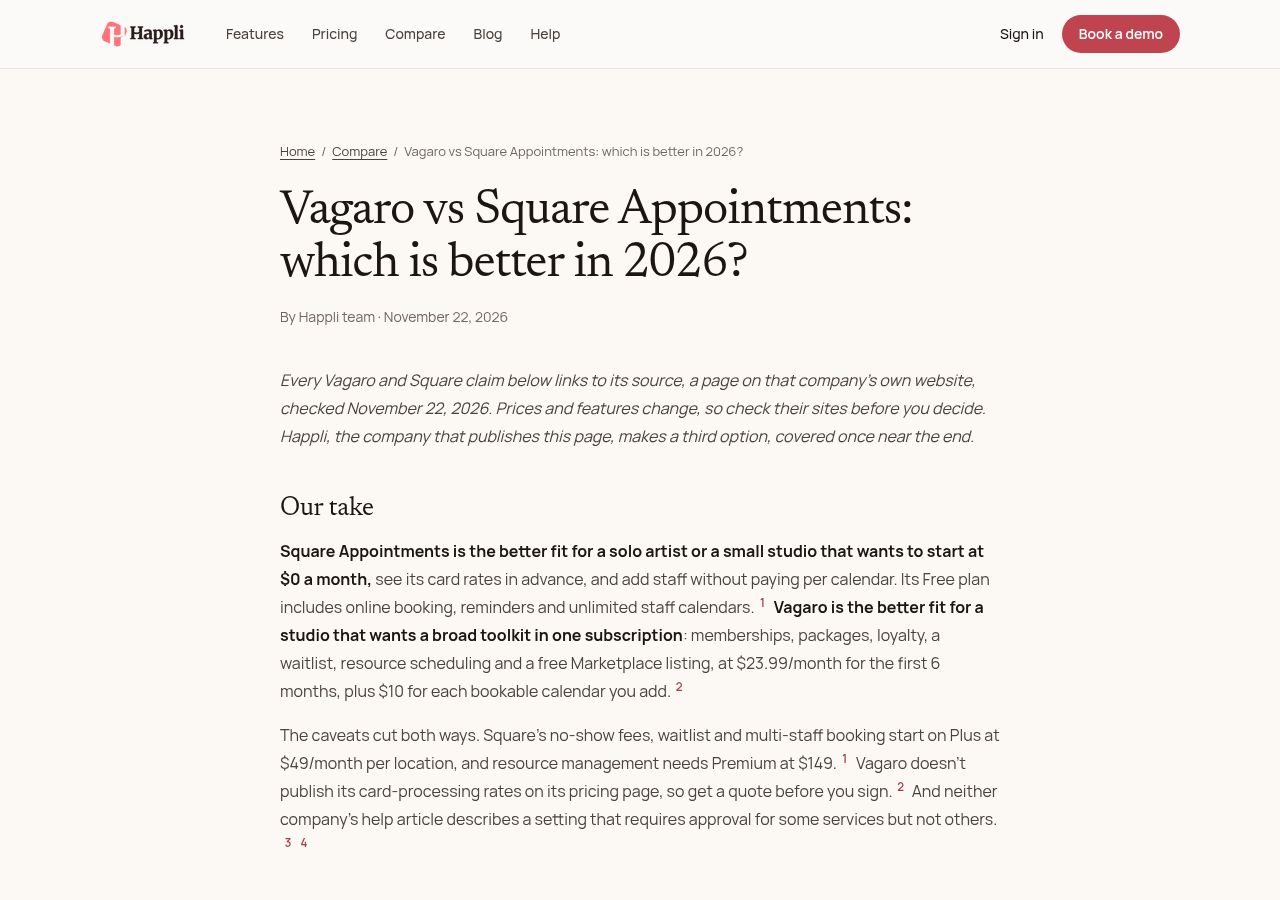 Happli
Features
Pricing
Compare
Blog
Help
Sign in
Book a demo
Home / Compare / Vagaro vs Square Appointments: which is better in 2026?
Vagaro vs Square Appointments:
which is better in 2026?
By Happli team · November 22, 2026
Every Vagaro and Square claim below links to its source, a page on that company’s own website,
checked November 22, 2026. Prices and features change, so check their sites before you decide.
Happli, the company that publishes this page, makes a third option, covered once near the end.
Our take
Square Appointments is the better fit for a solo artist or a small studio that wants to start at
$0 a month, see its card rates in advance, and add staff without paying per calendar. Its Free plan
includes online booking, reminders and unlimited staff calendars. 1 Vagaro is the better fit for a
studio that wants a broad toolkit in one subscription: memberships, packages, loyalty, a
waitlist, resource scheduling and a free Marketplace listing, at $23.99/month for the first 6
months, plus $10 for each bookable calendar you add. 2
The caveats cut both ways. Square’s no-show fees, waitlist and multi-staff booking start on Plus at
$49/month per location, and resource management needs Premium at $149. 1 Vagaro doesn’t
publish its card-processing rates on its pricing page, so get a quote before you sign. 2 And neither
company’s help article describes a setting that requires approval for some services but not others.
3 4